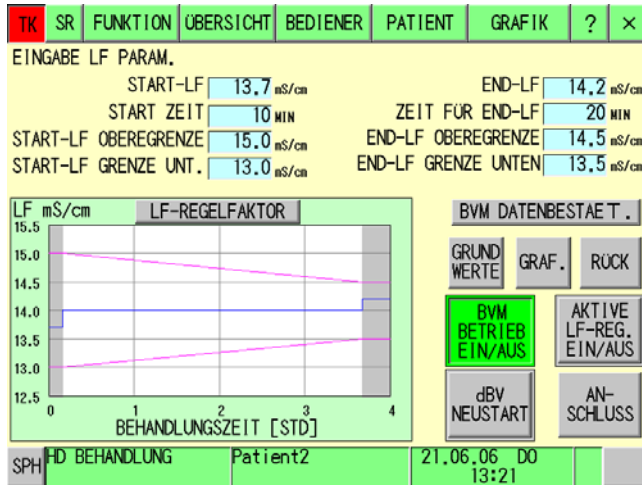 TK SR FUNKTION ÜBERSICHT BEDIENER PATIENT GRAFIK ? ×
EINGABE LF PARAM.
START-LF 13.7 mS/cm END-LF 14.2 mS/cm
START ZEIT 10 MIN ZEIT FÜR END-LF 20 MIN
START-LF OBEREGRENZE 15.0 mS/cm END-LF OBEREGRENZE 14.5 mS/cm
START-LF GRENZE UNT. 13.0 mS/cm END-LF GRENZE UNTEN 13.5 mS/cm
LF mS/cm LF-REGELFAKTOR
15.5
15.0
14.5
14.0
13.5
13.0
12.5
0 1 2 3 4
BEHANDLUNGSZEIT [STD]
BVM DATENBESTAET.
GRUND
WERTE
GRAF.
RÜCK
BVM
BETRIEB
EIN/AUS
AKTIVE
LF-REG.
EIN/AUS
dBV
NEUSTART
AN-
SCHLUSS
SPH HD BEHANDLUNG Patient2 21.06.06 DO
13:21